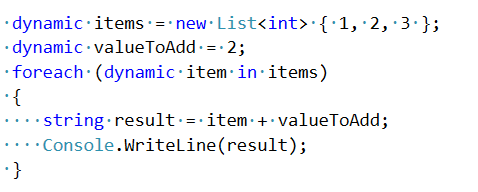 dynamic items = new List<int> { 1, 2, 3 };
dynamic valueToAdd = 2;
foreach (dynamic item in items)
{
    string result = item + valueToAdd;
    Console.WriteLine(result);
}